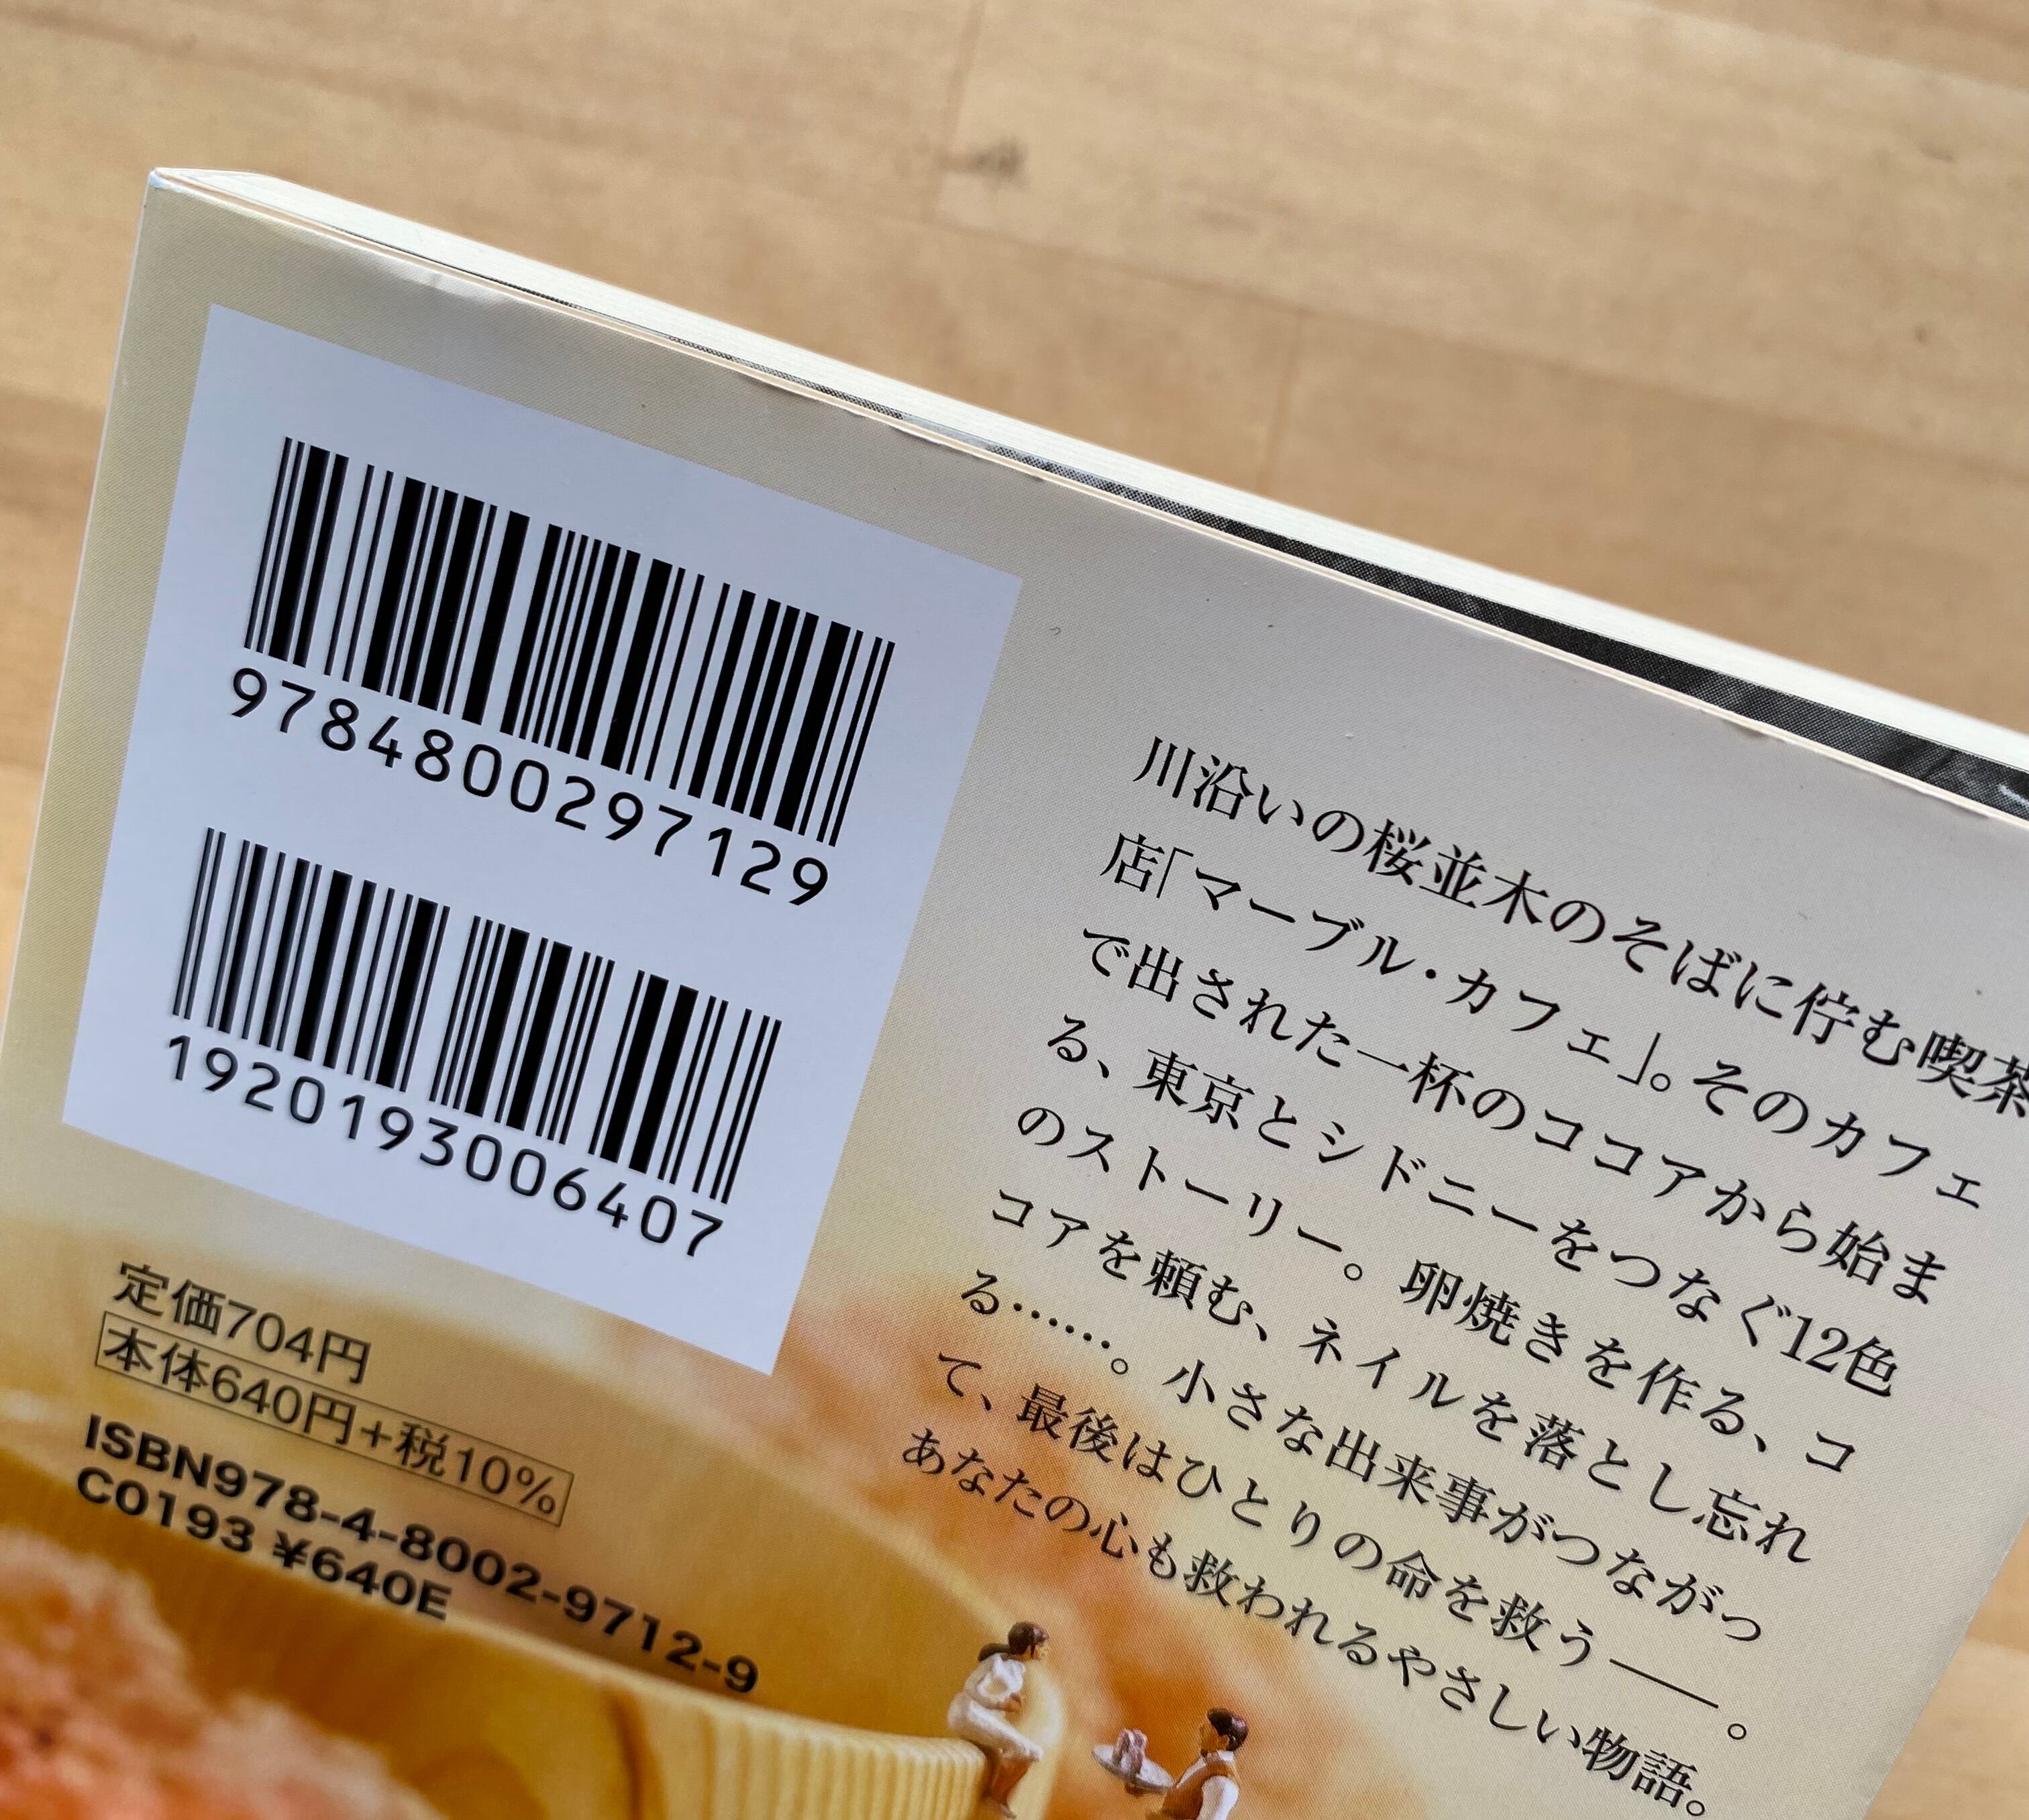 9784800297129
1920193006407
定価704円
本体640円+税10%
ISBN978-4-8002-9712-9
C0193 ¥640E
川沿いの桜並木のそばに佇む喫茶
店「マーブル・カフェ」。そのカフェ
で出された一杯のココアから始ま
る、東京とシドニーをつなぐ12色
のストーリー。卵焼きを作る、コ
コアを頼む、ネイルを落とし忘れ
る……。小さな出来事がつながっ
て、最後はひとりの命を救う――。
あなたの心も救われるやさしい物語。